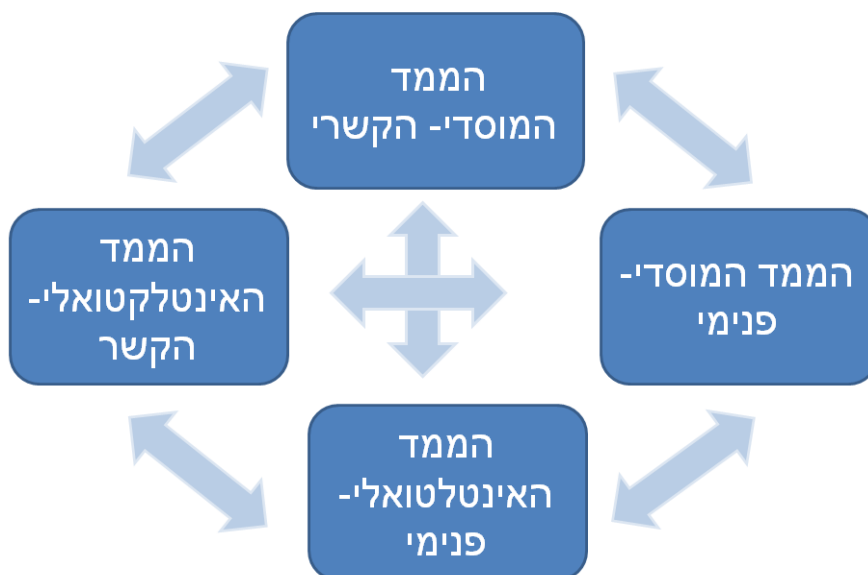 הממד
המוסדי- הקשרי
הממד המוסדי-
פנימי
הממד
האינטלקטואלי-
הקשר
הממד
האינטלטואלי-
פנימי